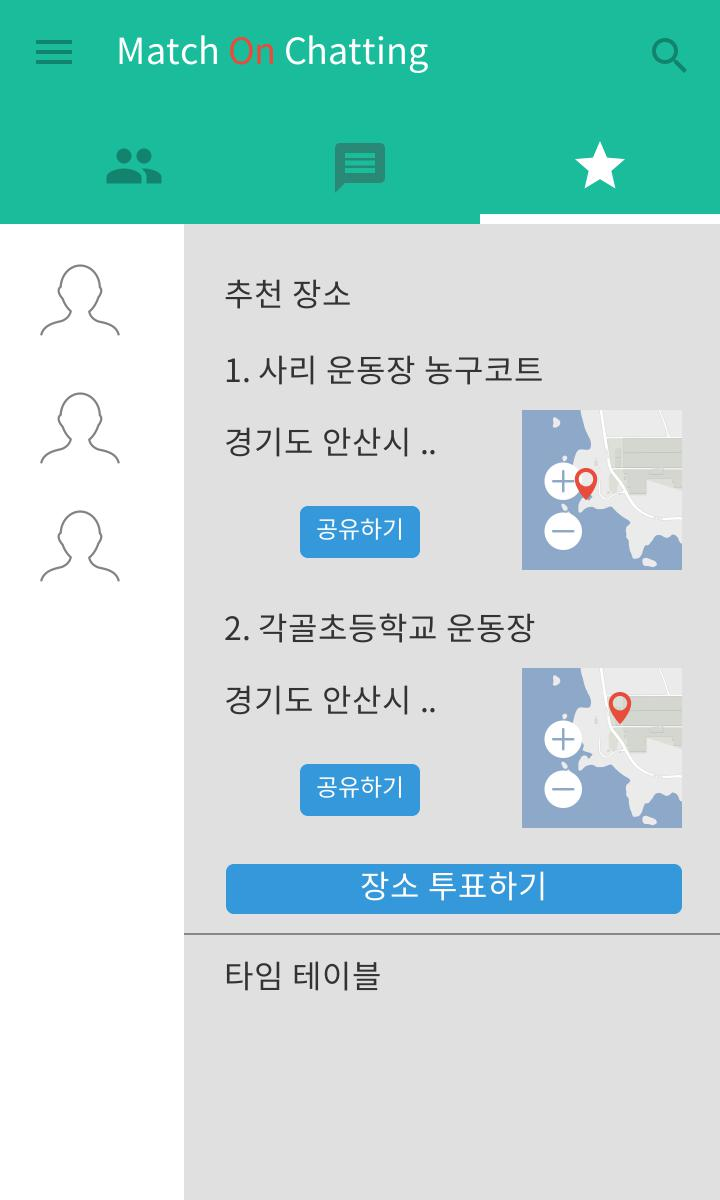 Match On Chatting
추천 장소
1. 사리 운동장 농구코트
경기도 안산시 ..
공유하기
2. 각골초등학교 운동장
경기도 안산시 ..
공유하기
장소 투표하기
타임 테이블